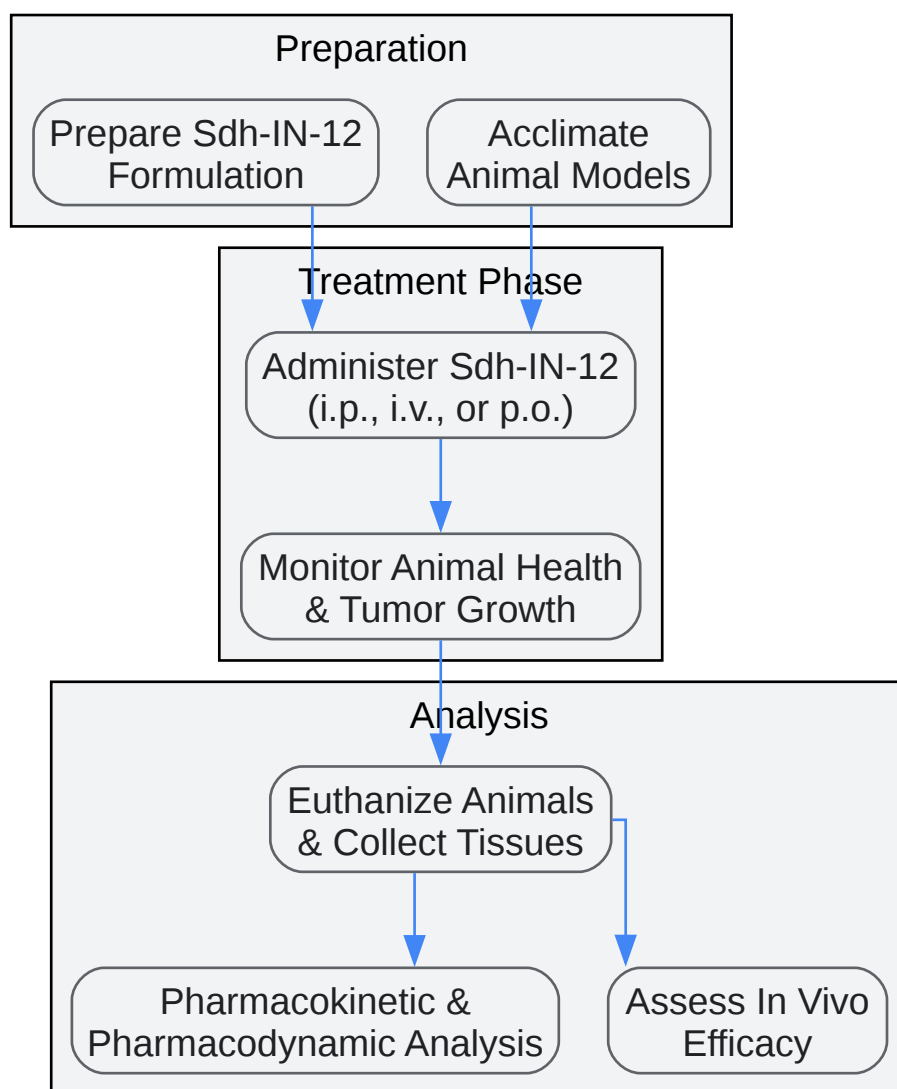 Preparation
Prepare Sdh-IN-12
Formulation
Acclimate
Animal Models
Treatment Phase
Administer Sdh-IN-12
(i.p., i.v., or p.o.)
Monitor Animal Health
& Tumor Growth
Analysis
Euthanize Animals
& Collect Tissues
Pharmacokinetic &
Pharmacodynamic Analysis
Assess In Vivo
Efficacy